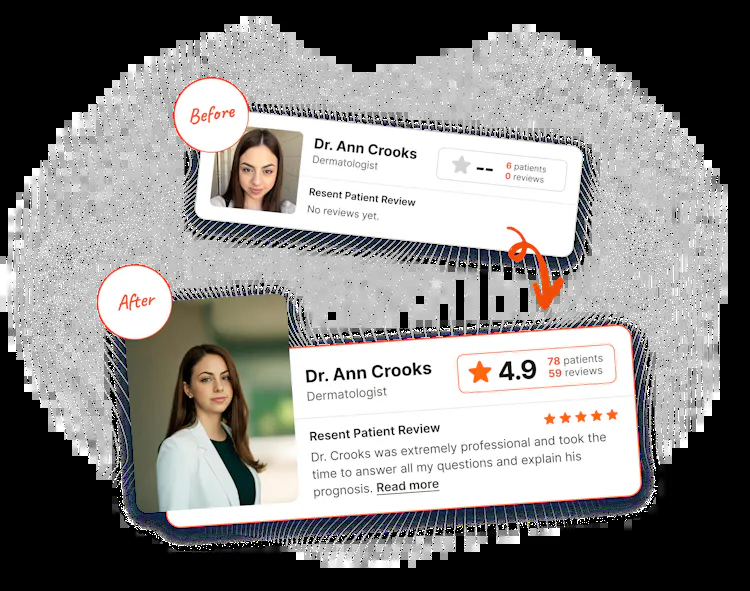 Before
Dr. Ann Crooks
Dermatologist
-- 6 patients
0 reviews
Resent Patient Review
No reviews yet.
After
Dr. Ann Crooks
Dermatologist
4.9 78 patients
59 reviews
Resent Patient Review
Dr. Crooks was extremely professional and took the
time to answer all my questions and explain his
prognosis. Read more